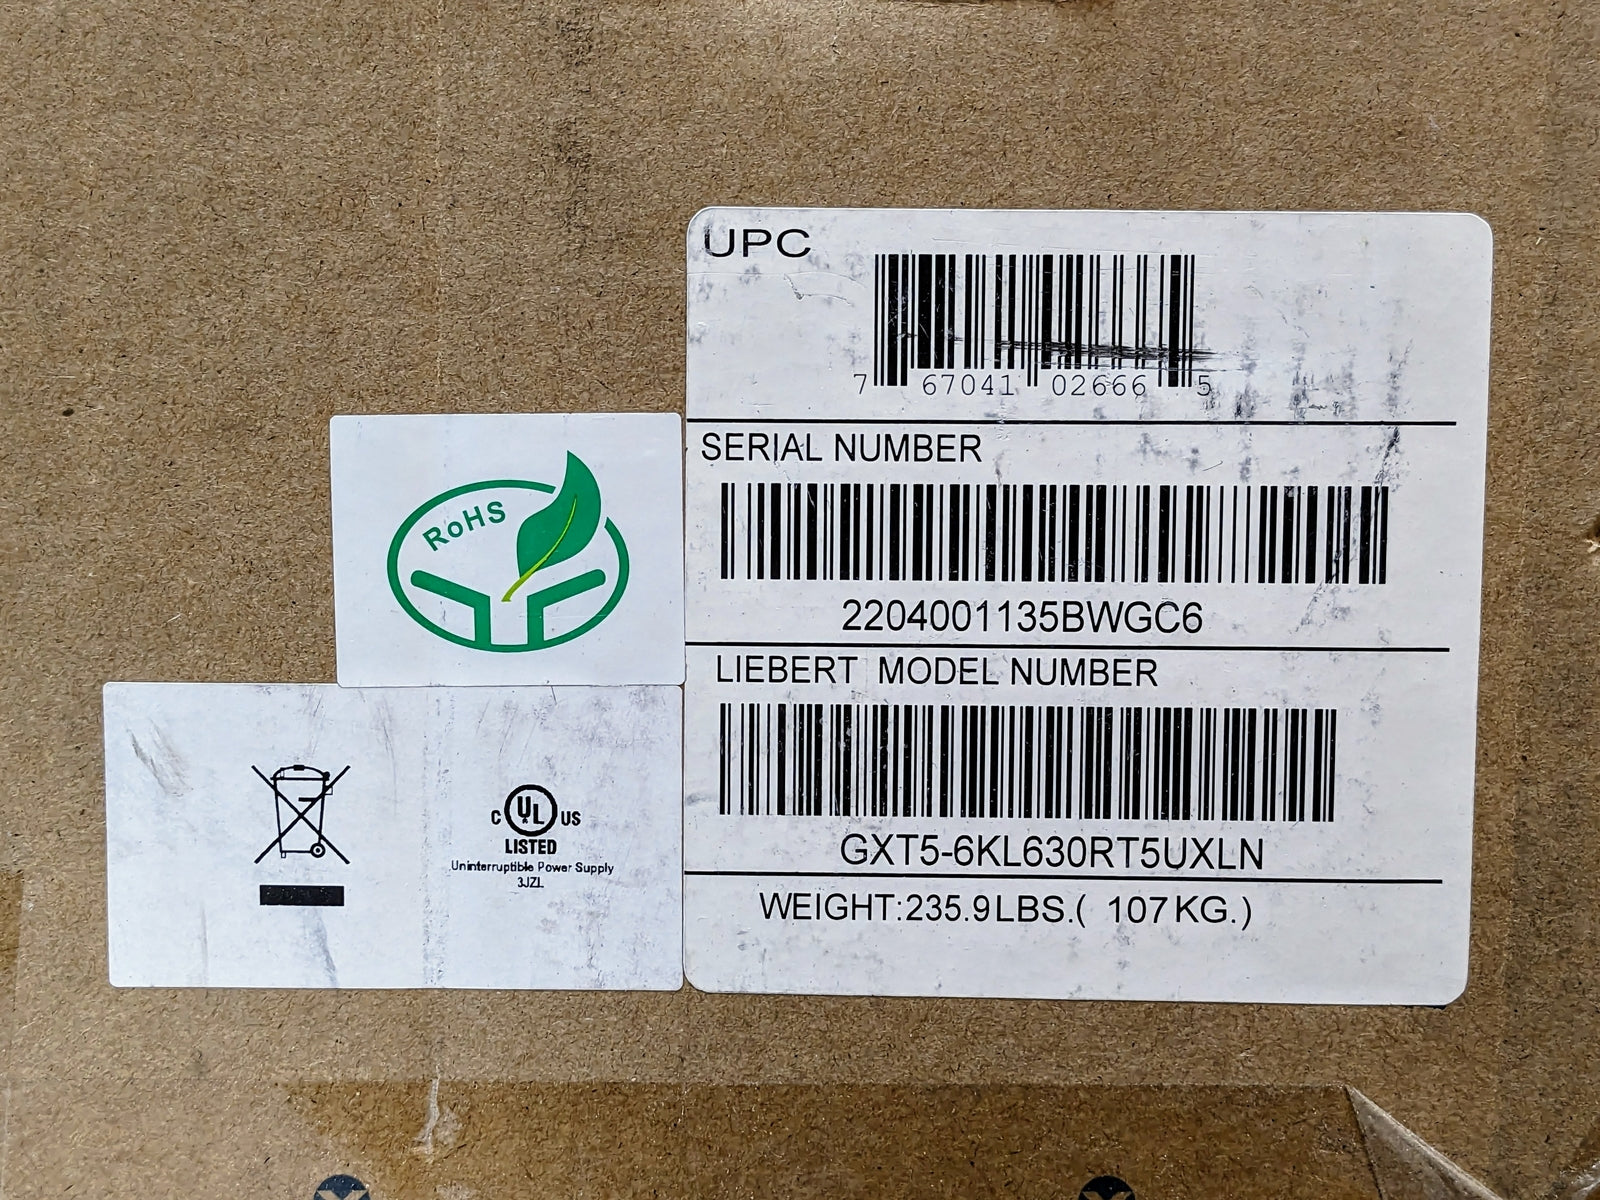 UPC
7 67041 02666 5
SERIAL NUMBER
2204001135BWGC6
LIEBERT MODEL NUMBER
GXT5-6KL630RT5UXLN
WEIGHT:235.9LBS.( 107KG.)
RoHS
C UL US
LISTED
Uninterruptible Power Supply
3JZL